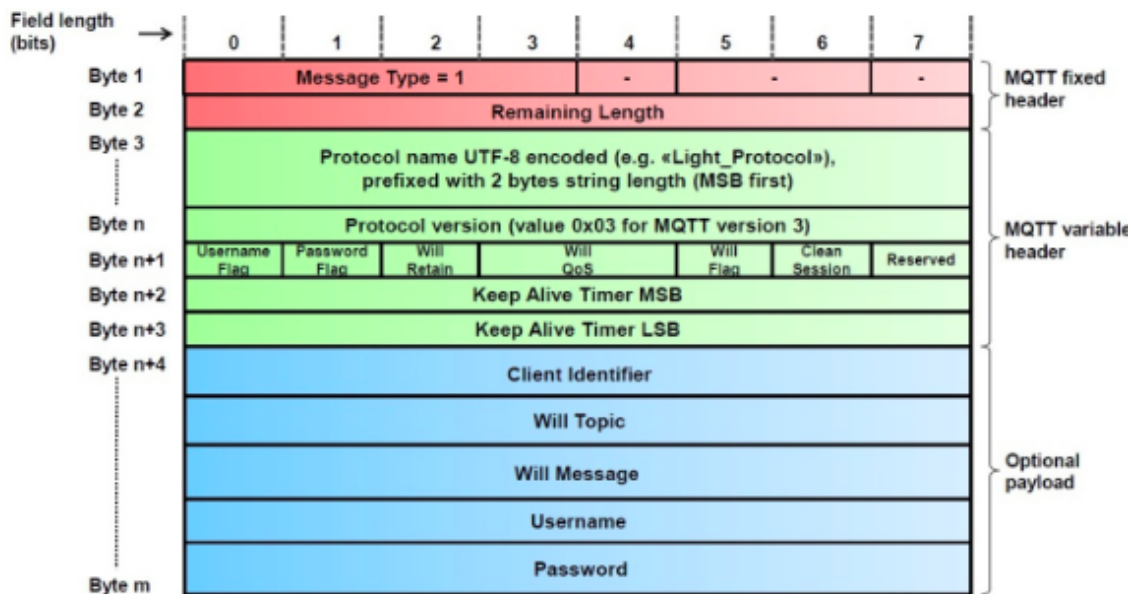 Field length
(bits)
0 1 2 3 4 5 6 7
Byte 1
Message Type = 1 - - -
MQTT fixed
header
Byte 2
Remaining Length
Byte 3
Protocol name UTF-8 encoded (e.g. «Light_Protocol»),
prefixed with 2 bytes string length (MSB first)
Byte n
Protocol version (value 0x03 for MQTT version 3)
MQTT variable
header
Byte n+1
Username
Flag
Password
Flag
Will
Retain
Will
QoS
Will
Flag
Clean
Session
Reserved
Byte n+2
Keep Alive Timer MSB
Byte n+3
Keep Alive Timer LSB
Byte n+4
Client Identifier
Will Topic
Will Message
Optional
payload
Username
Password
Byte m